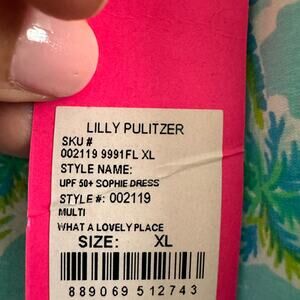 LILLY PULITZER
SKU #
002119 9991FL XL
STYLE NAME:
UPF 50+ SOPHIE DRESS
STYLE #: 002119
MULTI
WHAT A LOVELY PLACE
SIZE: XL
889069 512743